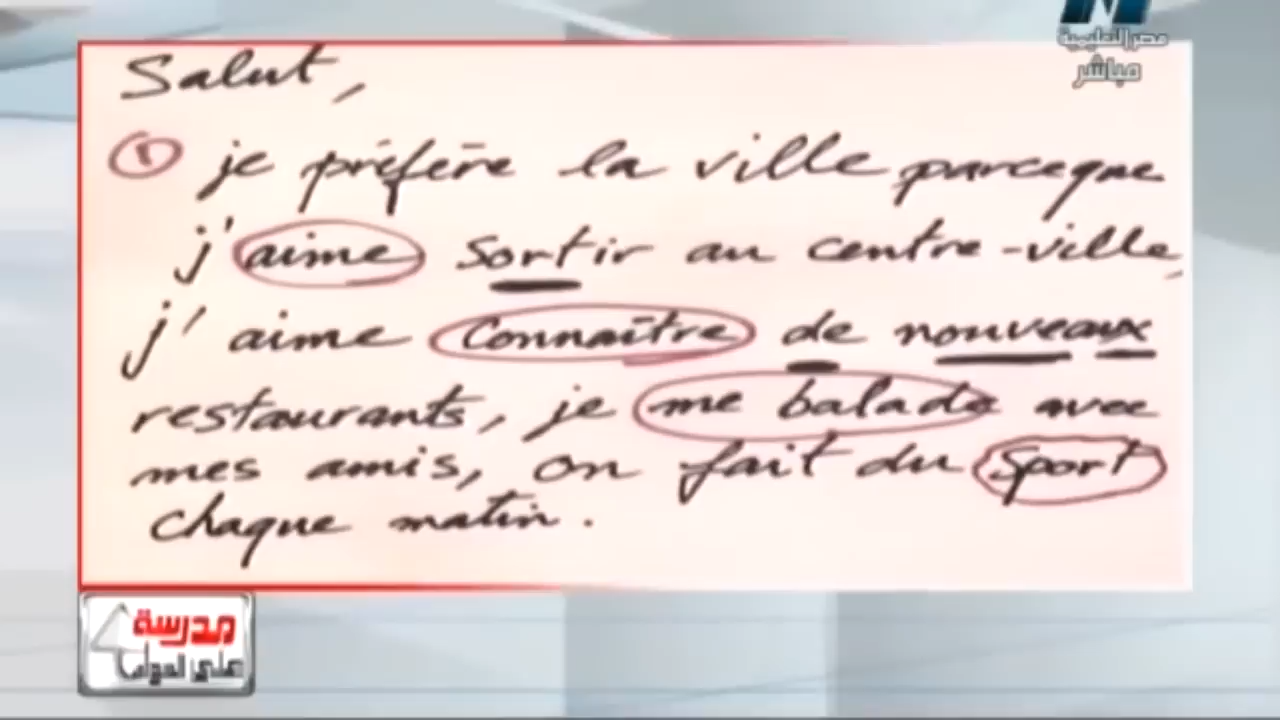 مصر التعليمية
مباشر
Salut,
① je préfère la ville parceque
j'aime sortir au centre-ville,
j'aime connaître de nouveaux
restaurants, je me balade avec
mes amis, on fait du sport
chaque matin.
مدرسة
على الهواء